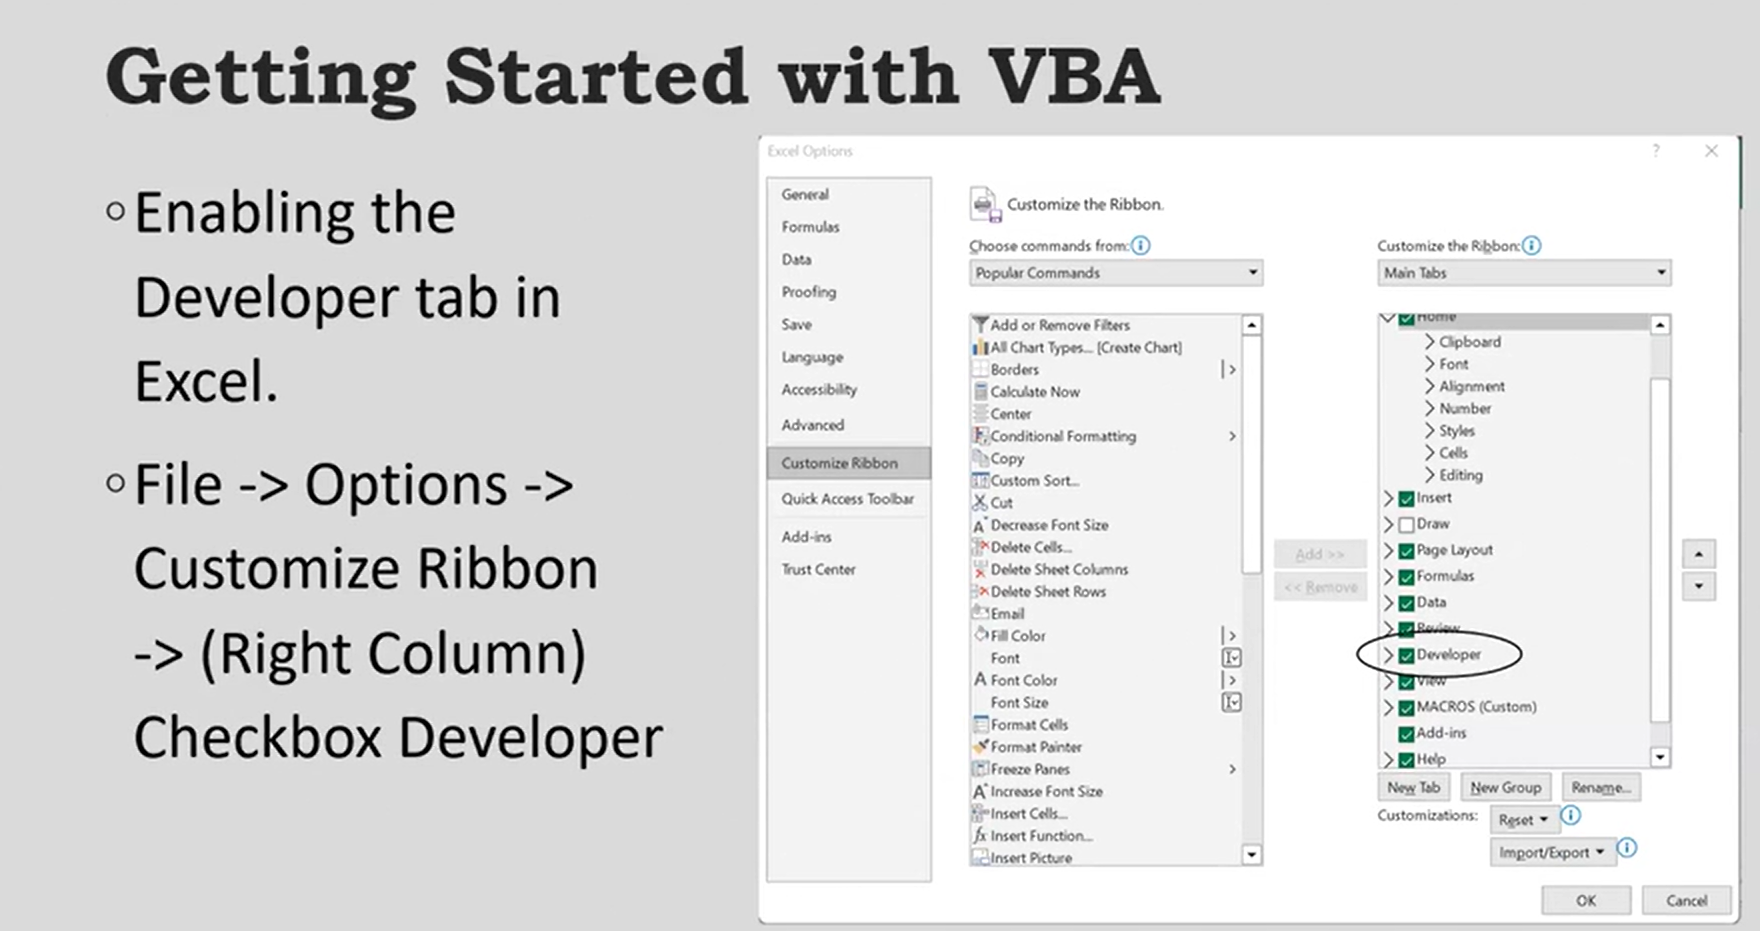 Getting Started with VBA
Enabling the
Developer tab in
Excel.
File -> Options ->
Customize Ribbon
-> (Right Column)
Checkbox Developer
Excel Options
?
General
Formulas
Data
Proofing
Save
Language
Accessibility
Advanced
Customize Ribbon
Quick Access Toolbar
Add-ins
Trust Center
Customize the Ribbon.
Choose commands from:
Popular Commands
Add or Remove Filters
All Chart Types... [Create Chart]
Borders
Calculate Now
Center
Conditional Formatting
Copy
Custom Sort...
Cut
Decrease Font Size
Delete Cells...
Delete Sheet Columns
Delete Sheet Rows
Email
Fill Color
Font
Font Color
Font Size
Format Cells
Format Painter
Freeze Panes
Increase Font Size
Insert Cells...
Insert Function...
Insert Picture
Add >>
<< Remove
Customize the Ribbon:
Main Tabs
Home
Clipboard
Font
Alignment
Number
Styles
Cells
Editing
Insert
Draw
Page Layout
Formulas
Data
Review
Developer
View
MACROS (Custom)
Add-ins
Help
New Tab
New Group
Rename...
Customizations:
Reset
Import/Export
OK
Cancel